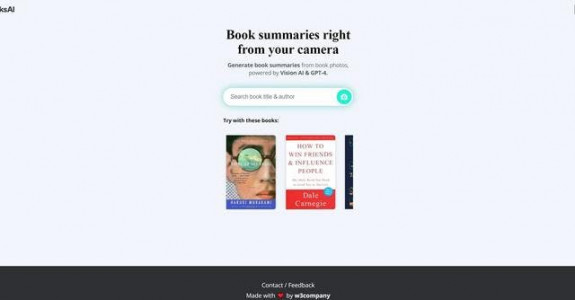 ksAI
Book summaries right
from your camera
Generate book summaries from book photos,
powered by Vision AI & GPT-4.
Search book title & author
Try with these books:
HARUKI MURAKAMI
HOW TO
WIN FRIENDS
& INFLUENCE
PEOPLE
Dale
Carnegie
Contact / Feedback
Made with ❤ by w3company